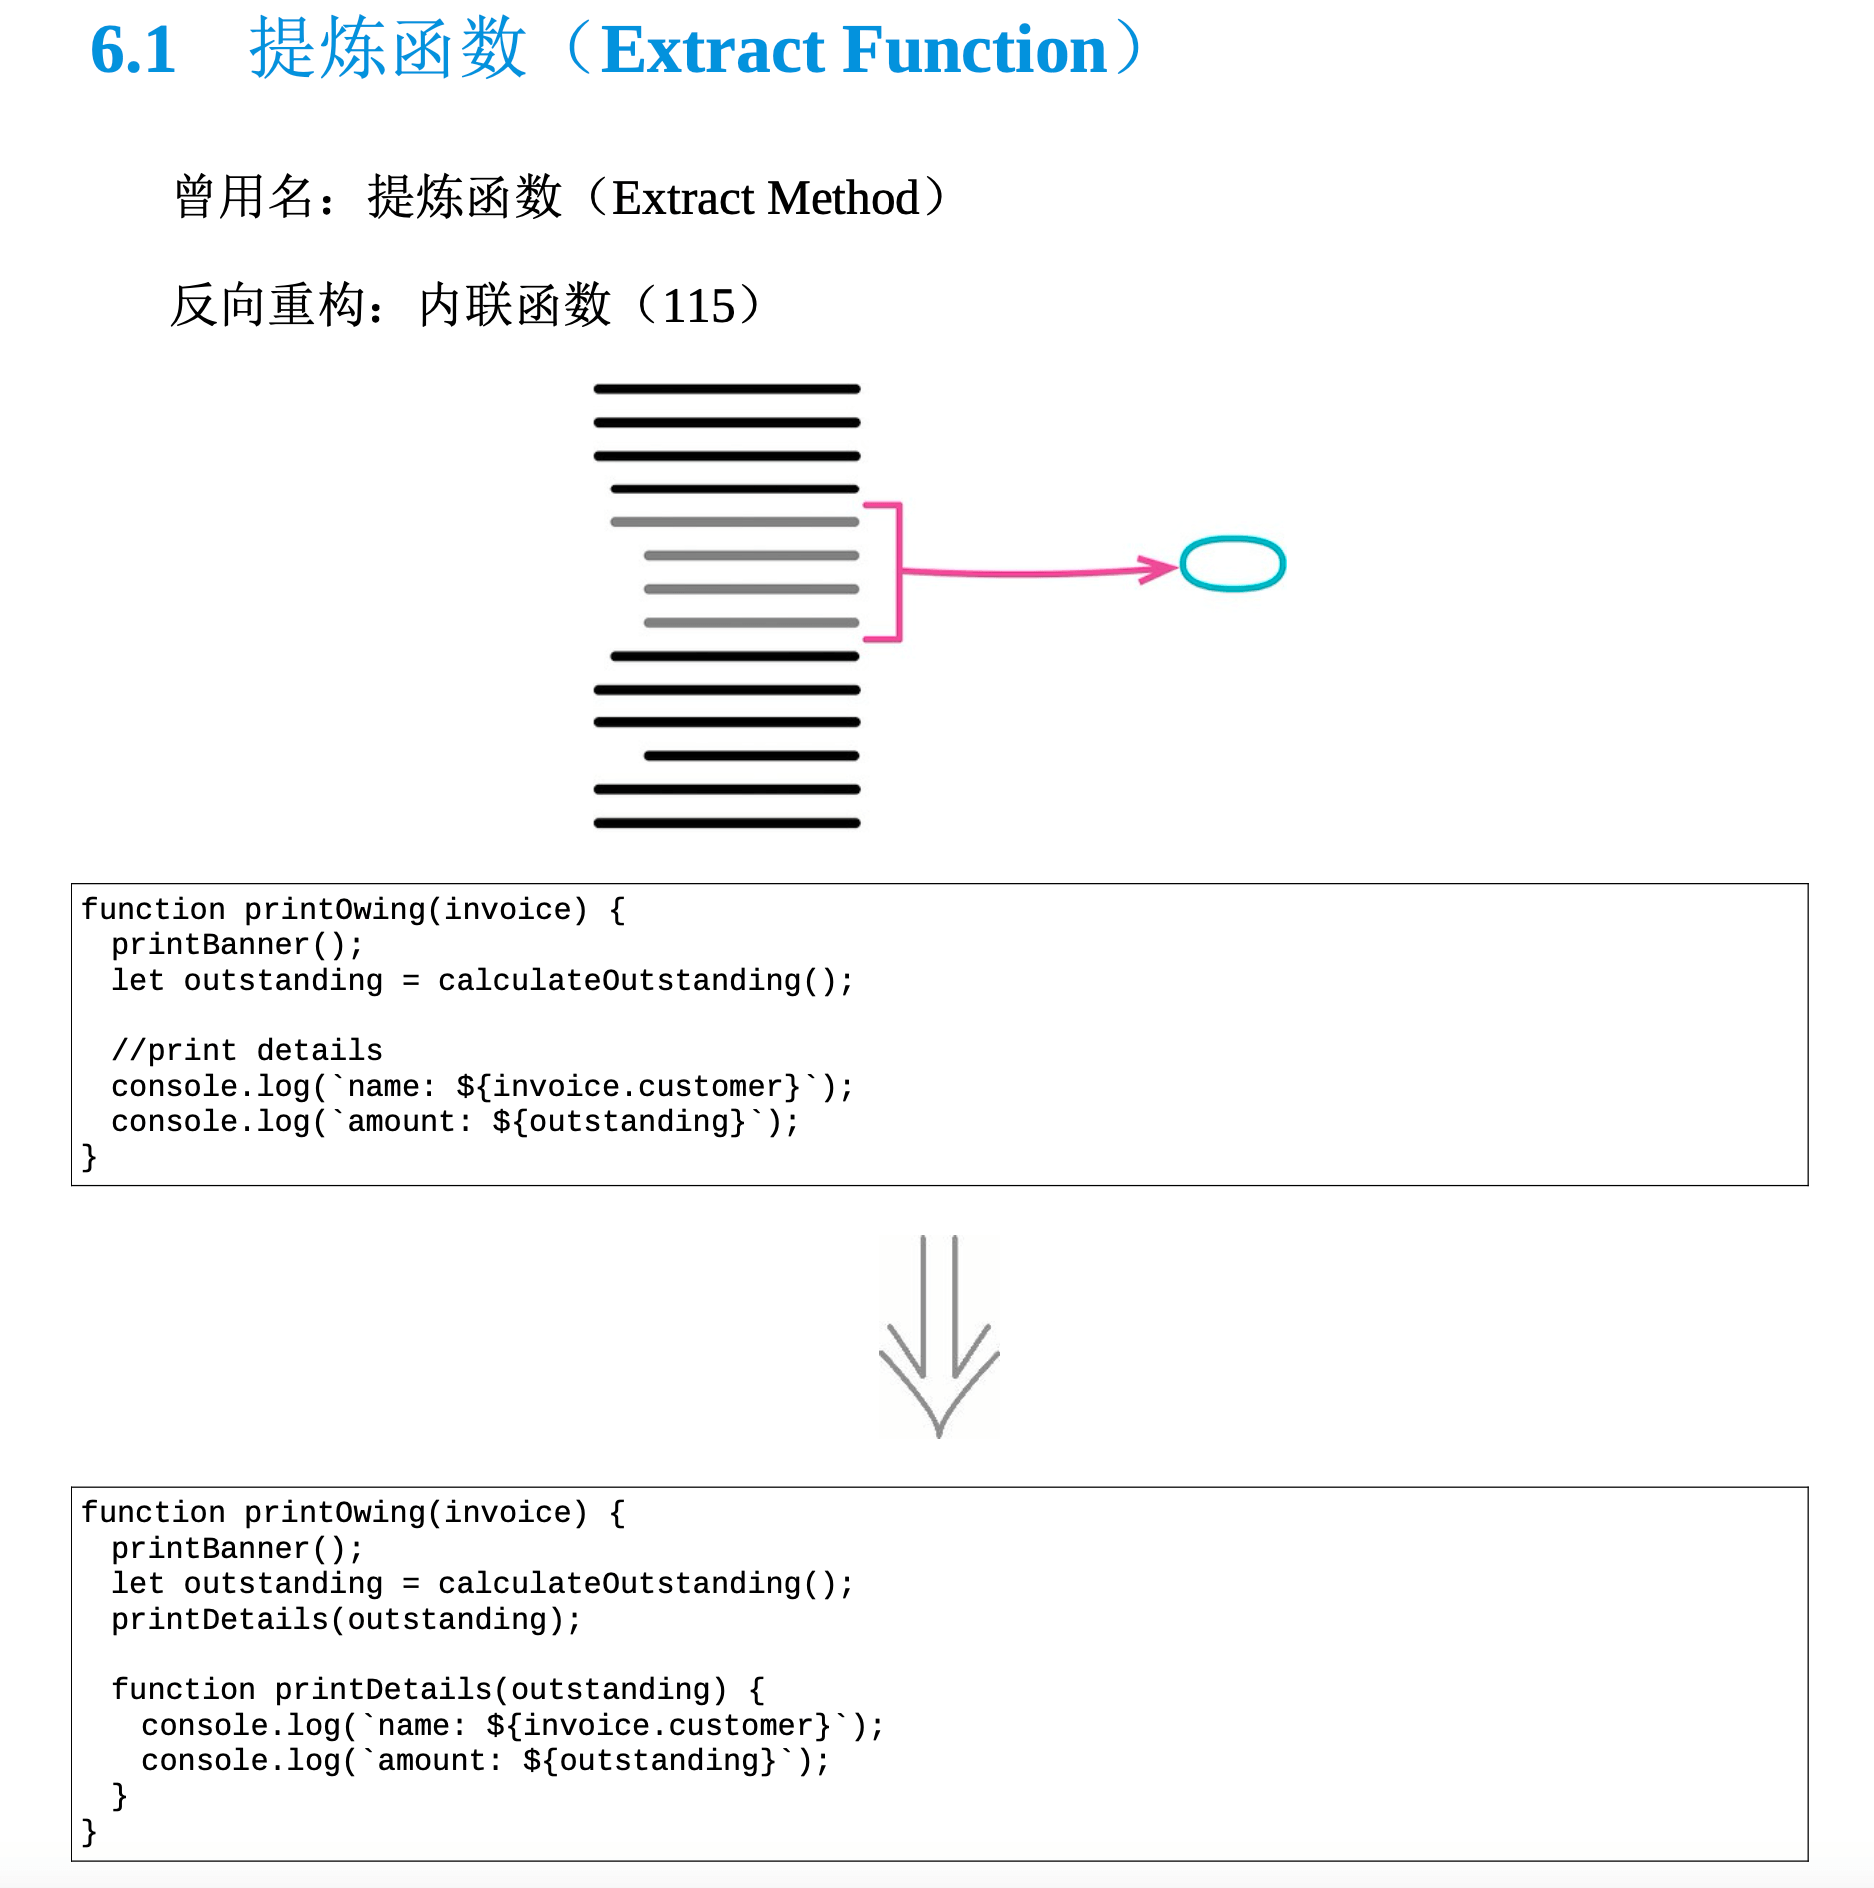 6.1 提炼函数（Extract Function）
曾用名：提炼函数（Extract Method）
反向重构：内联函数（115）
function printOwing(invoice) {
  printBanner();
  let outstanding = calculateOutstanding();

  //print details
  console.log(`name: ${invoice.customer}`);
  console.log(`amount: ${outstanding}`);
}
function printOwing(invoice) {
  printBanner();
  let outstanding = calculateOutstanding();
  printDetails(outstanding);

  function printDetails(outstanding) {
    console.log(`name: ${invoice.customer}`);
    console.log(`amount: ${outstanding}`);
  }
}